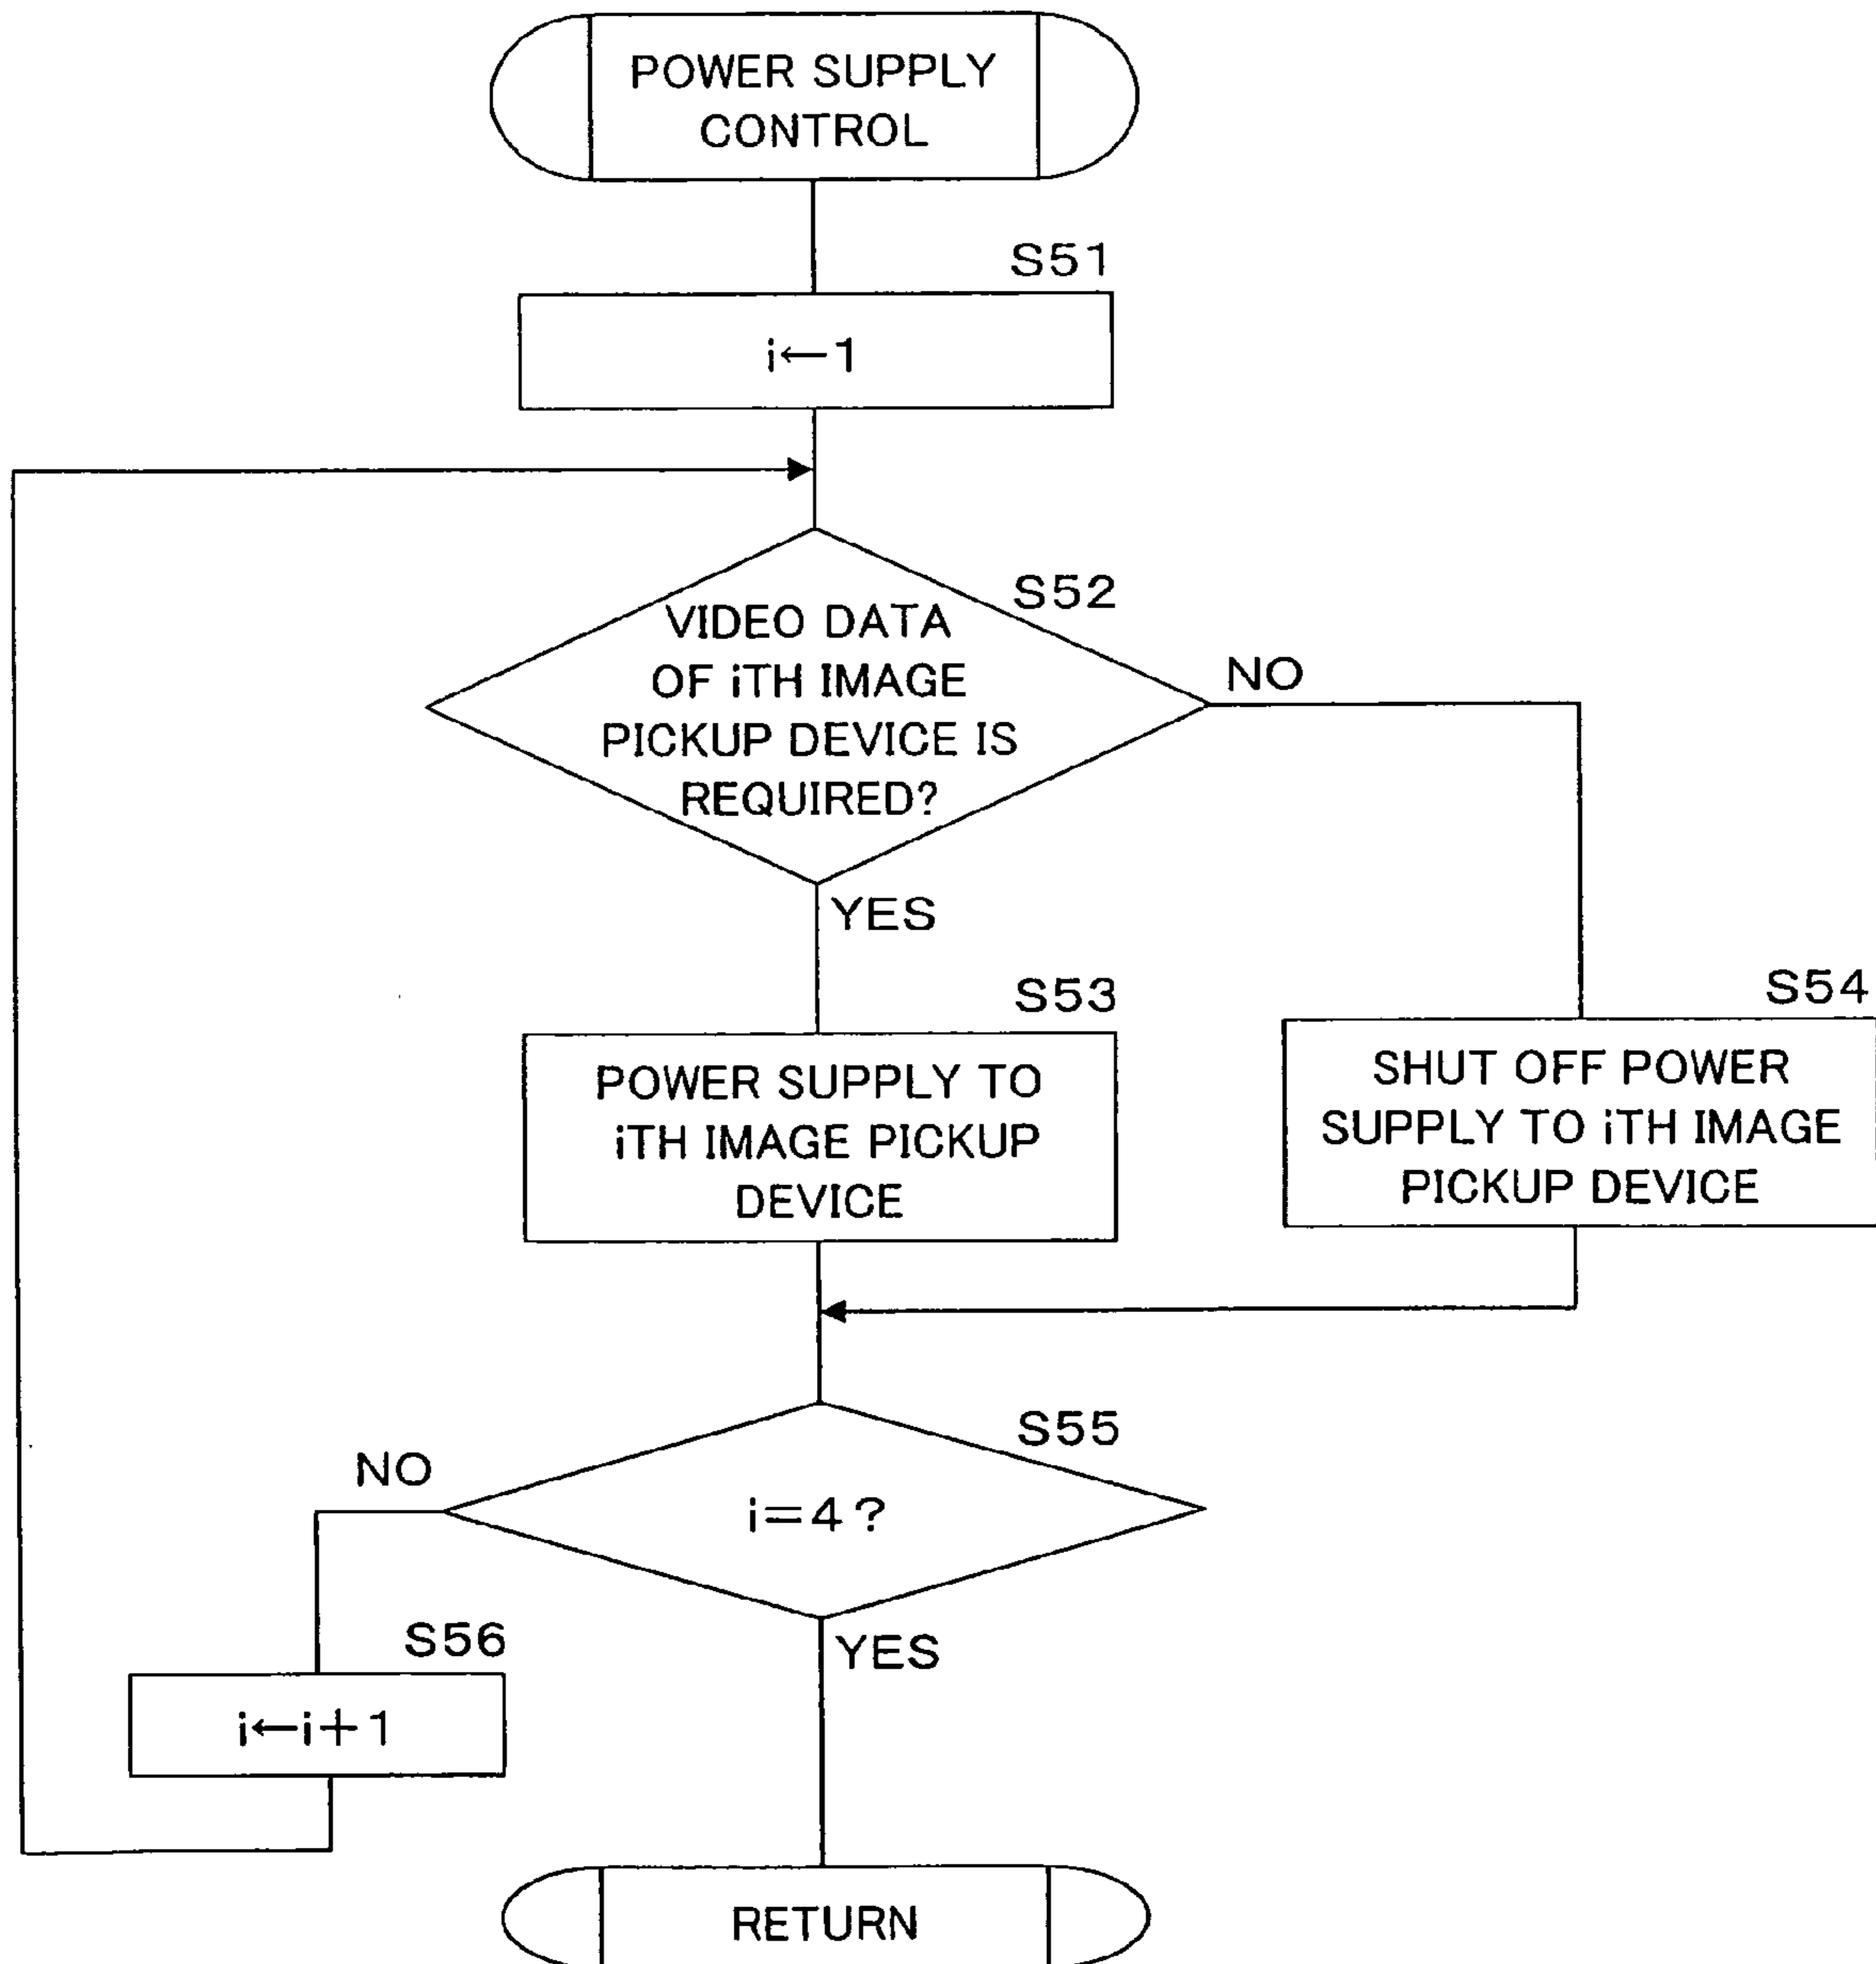 POWER SUPPLY
CONTROL
S51
i←1
S52
VIDEO DATA
OF iTH IMAGE
PICKUP DEVICE IS
REQUIRED?
NO
YES
S53
POWER SUPPLY TO
iTH IMAGE PICKUP
DEVICE
S54
SHUT OFF POWER
SUPPLY TO iTH IMAGE
PICKUP DEVICE
S55
i=4?
NO
YES
S56
i←i+1
RETURN